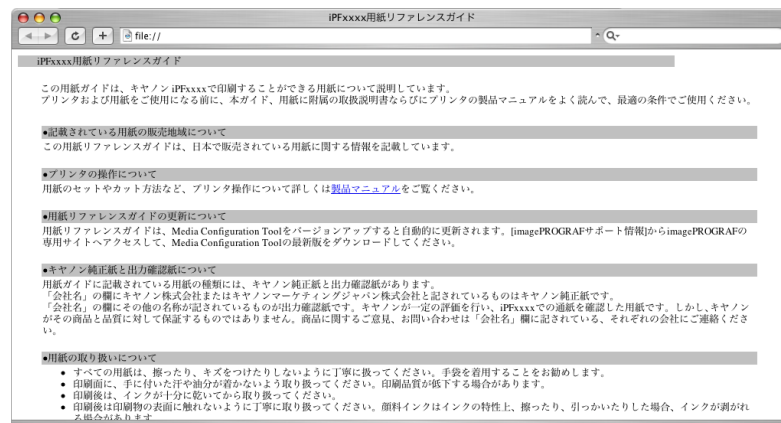 iPFxxxx用紙リファレンスガイド
file://
iPFxxxx用紙リファレンスガイド
この用紙ガイドは、キヤノン iPFxxxxで印刷することができる用紙について説明しています。
プリンタおよび用紙をご使用になる前に、本ガイド、用紙に附属の取扱説明書ならびにプリンタの製品マニュアルをよく読んで、最適の条件でご使用ください。
●記載されている用紙の販売地域について
この用紙リファレンスガイドは、日本で販売されている用紙に関する情報を記載しています。
●プリンタの操作について
用紙のセットやカット方法など、プリンタ操作について詳しくは製品マニュアルをご覧ください。
●用紙リファレンスガイドの更新について
用紙リファレンスガイドは、Media Configuration Toolをバージョンアップすると自動的に更新されます。[imagePROGRAFサポート情報]からimagePROGRAFの
専用サイトへアクセスして、Media Configuration Toolの最新版をダウンロードしてください。
●キヤノン純正紙と出力確認紙について
用紙ガイドに記載されている用紙の種類には、キヤノン純正紙と出力確認紙があります。
「会社名」の欄にキヤノン株式会社またはキヤノンマーケティングジャパン株式会社と記されているものはキヤノン純正紙です。
「会社名」の欄にその他の名称が記されているものが出力確認紙です。キヤノンが一定の評価を行い、iPFxxxxでの通紙を確認した用紙です。しかし、キヤノン
がその商品と品質に対して保証するものではありません。商品に関するご意見、お問い合わせは「会社名」欄に記されている、それぞれの会社にご連絡くださ
い。
●用紙の取り扱いについて
• すべての用紙は、擦ったり、キズをつけたりしないように丁寧に扱ってください。手袋を着用することをお勧めします。
• 印刷面に、手に付いた汗や油分が着かないよう取り扱ってください。印刷品質が低下する場合があります。
• 印刷後は、インクが十分に乾いてから取り扱ってください。
• 印刷後は印刷物の表面に触れないように丁寧に取り扱ってください。顔料インクはインクの特性上、擦ったり、引っかいたりした場合、インクが剥がれ
る場合があります